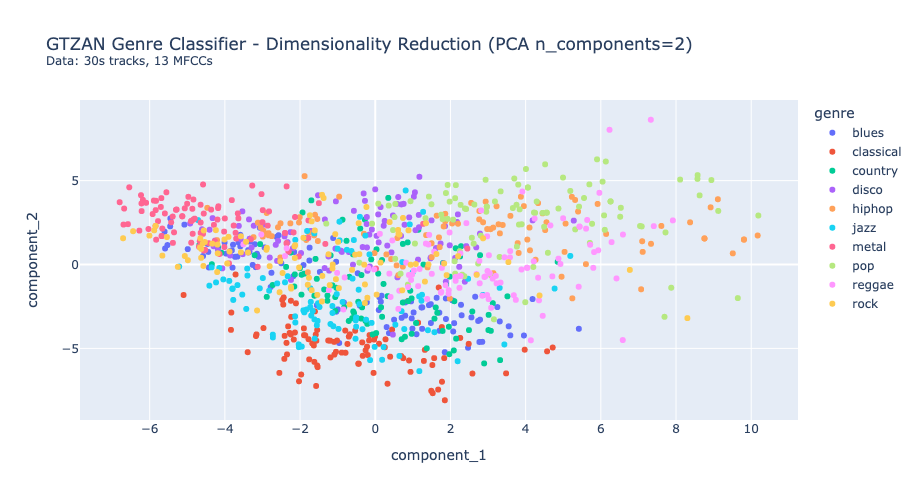 GTZAN Genre Classifier - Dimensionality Reduction (PCA n_components=2)
Data: 30s tracks, 13 MFCCs
genre
blues
classical
country
disco
hiphop
jazz
metal
pop
reggae
rock
component_2
5
0
−5
−6 −4 −2 0 2 4 6 8 10
component_1